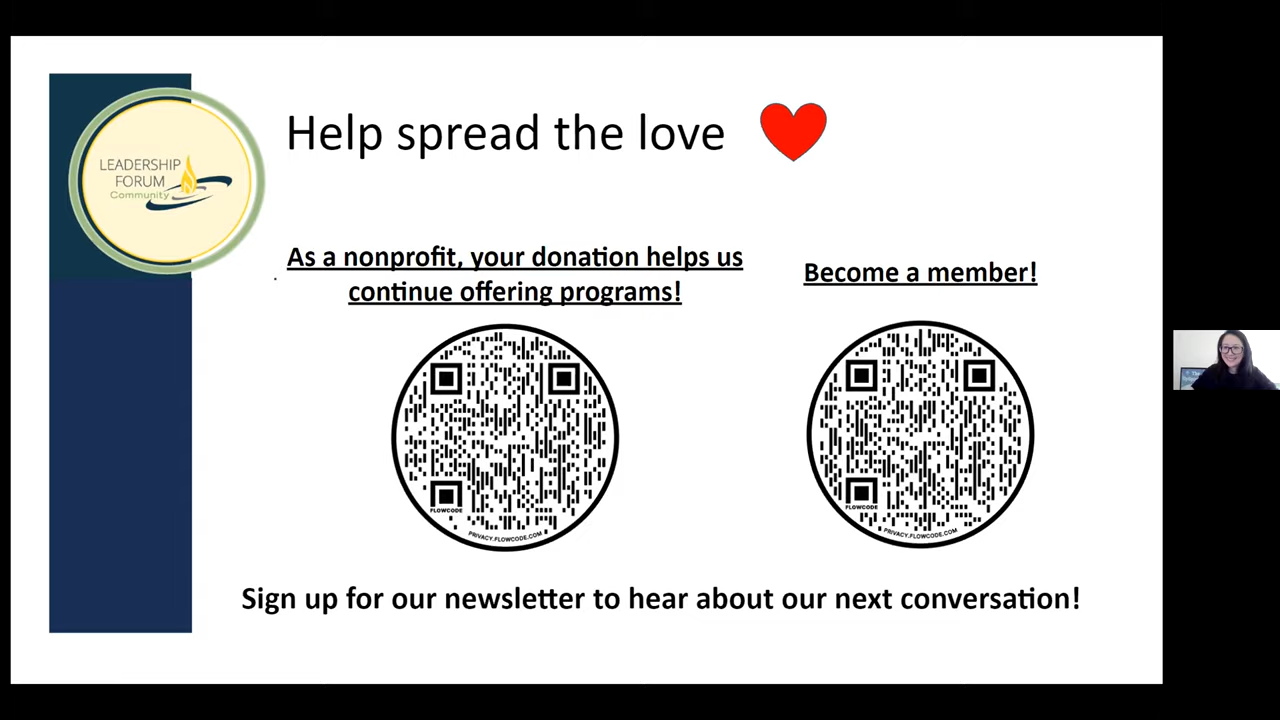 Help spread the love
LEADERSHIP
FORUM
Community
As a nonprofit, your donation helps us
continue offering programs!
Become a member!
FLOWCODE
PRIVACY.FLOWCODE.COM
FLOWCODE
PRIVACY.FLOWCODE.COM
Sign up for our newsletter to hear about our next conversation!